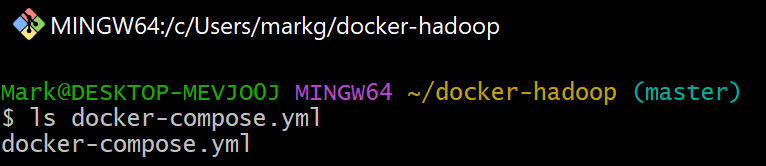 MINGW64:/c/Users/markg/docker-hadoop
Mark@DESKTOP-MEVJOOJ MINGW64 ~/docker-hadoop (master)
$ ls docker-compose.yml
docker-compose.yml